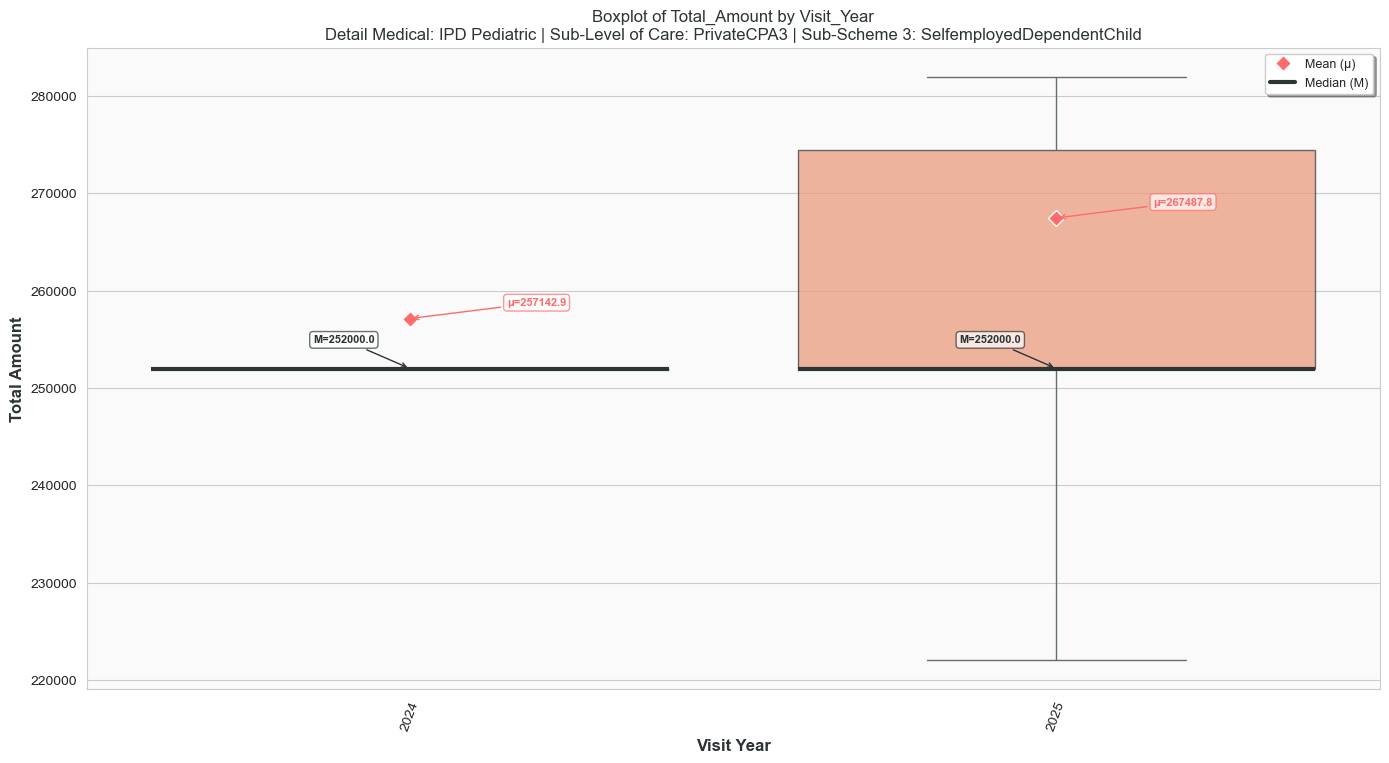 Boxplot of Total_Amount by Visit_Year
Detail Medical: IPD Pediatric | Sub-Level of Care: PrivateCPA3 | Sub-Scheme 3: SelfemployedDependentChild
Mean (μ)
Median (M)
Total Amount
280000
270000
260000
250000
240000
230000
220000
μ=257142.9
M=252000.0
μ=267487.8
M=252000.0
2024
2025
Visit Year